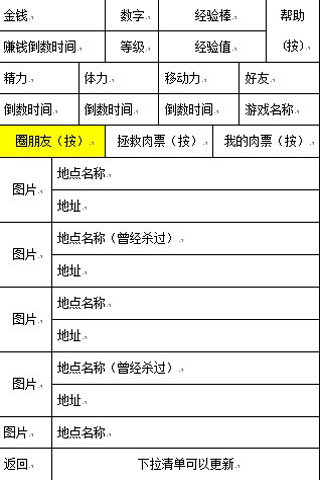 金钱 数字 经验棒 帮助
赚钱倒数时间 等级 经验值 (按)
精力 体力 移动力 好友
倒数时间 倒数时间 倒数时间 游戏名称
圈朋友（按） 拯救肉票（按） 我的肉票（按）
图片 地点名称
地址
图片 地点名称（曾经杀过）
地址
图片 地点名称
地址
图片 地点名称（曾经杀过）
地址
图片 地点名称
返回 下拉清单可以更新